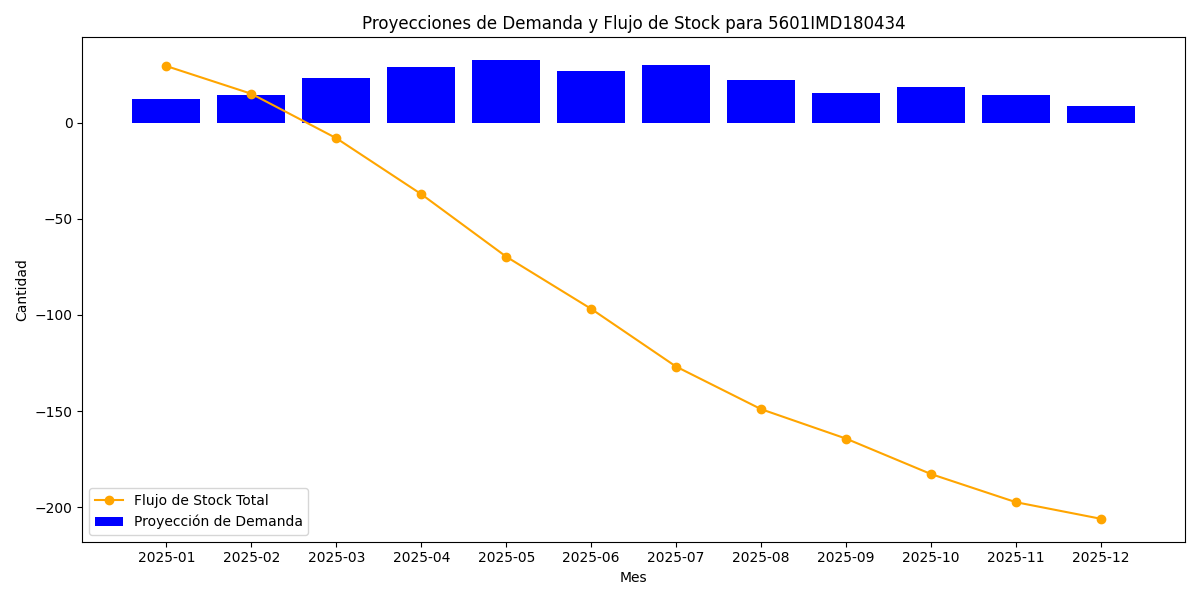 Proyecciones de Demanda y Flujo de Stock para 5601IMD180434
Cantidad
0
−50
−100
−150
−200
Flujo de Stock Total
Proyección de Demanda
2025-01 2025-02 2025-03 2025-04 2025-05 2025-06 2025-07 2025-08 2025-09 2025-10 2025-11 2025-12
Mes